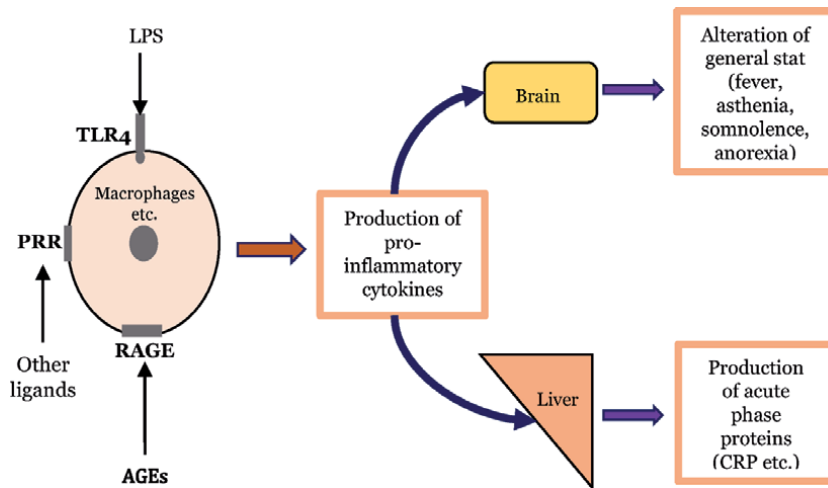 LPS
TLR4
Macrophages
etc.
PRR
RAGE
Other
ligands
AGEs
Production of
pro-
inflammatory
cytokines
Brain
Alteration of
general stat
(fever,
asthenia,
somnolence,
anorexia)
Liver
Production
of acute
phase
proteins
(CRP etc.)